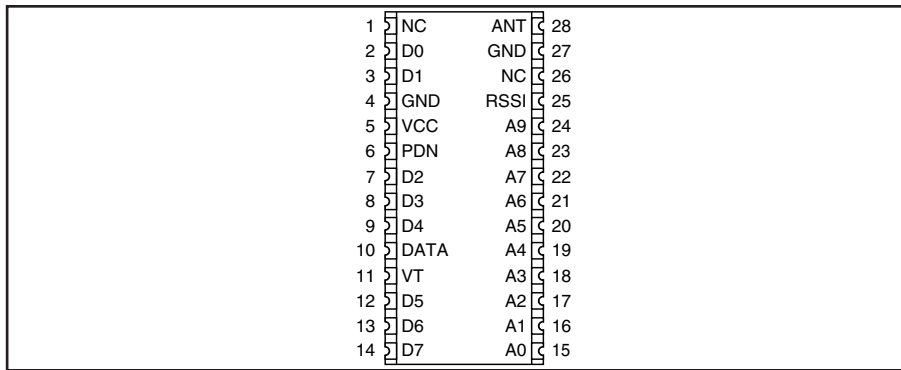 1 NC ANT 28
2 D0 GND 27
3 D1 NC 26
4 GND RSSI 25
5 VCC A9 24
6 PDN A8 23
7 D2 A7 22
8 D3 A6 21
9 D4 A5 20
10 DATA A4 19
11 VT A3 18
12 D5 A2 17
13 D6 A1 16
14 D7 A0 15